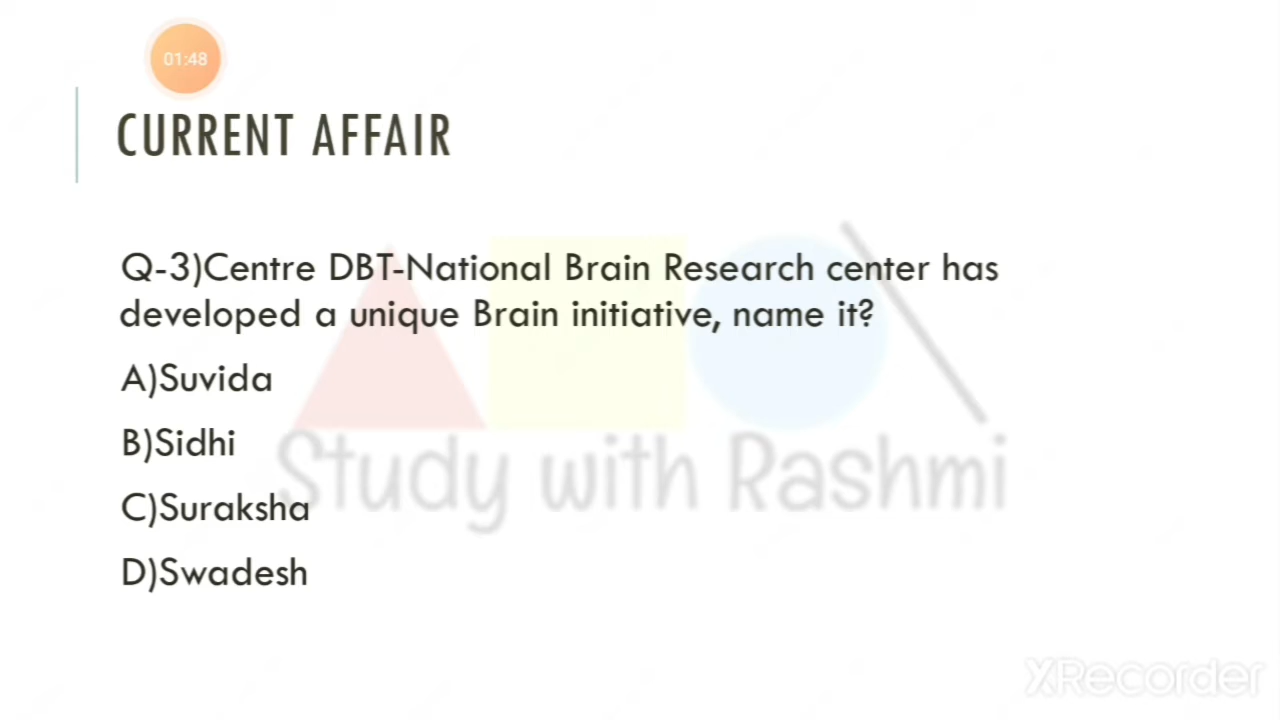 01:48
CURRENT AFFAIR
Q-3)Centre DBT-National Brain Research center has
developed a unique Brain initiative, name it?
A)Suvida
B)Sidhi
C)Suraksha
D)Swadesh
Study with Rashmi
XRecorder